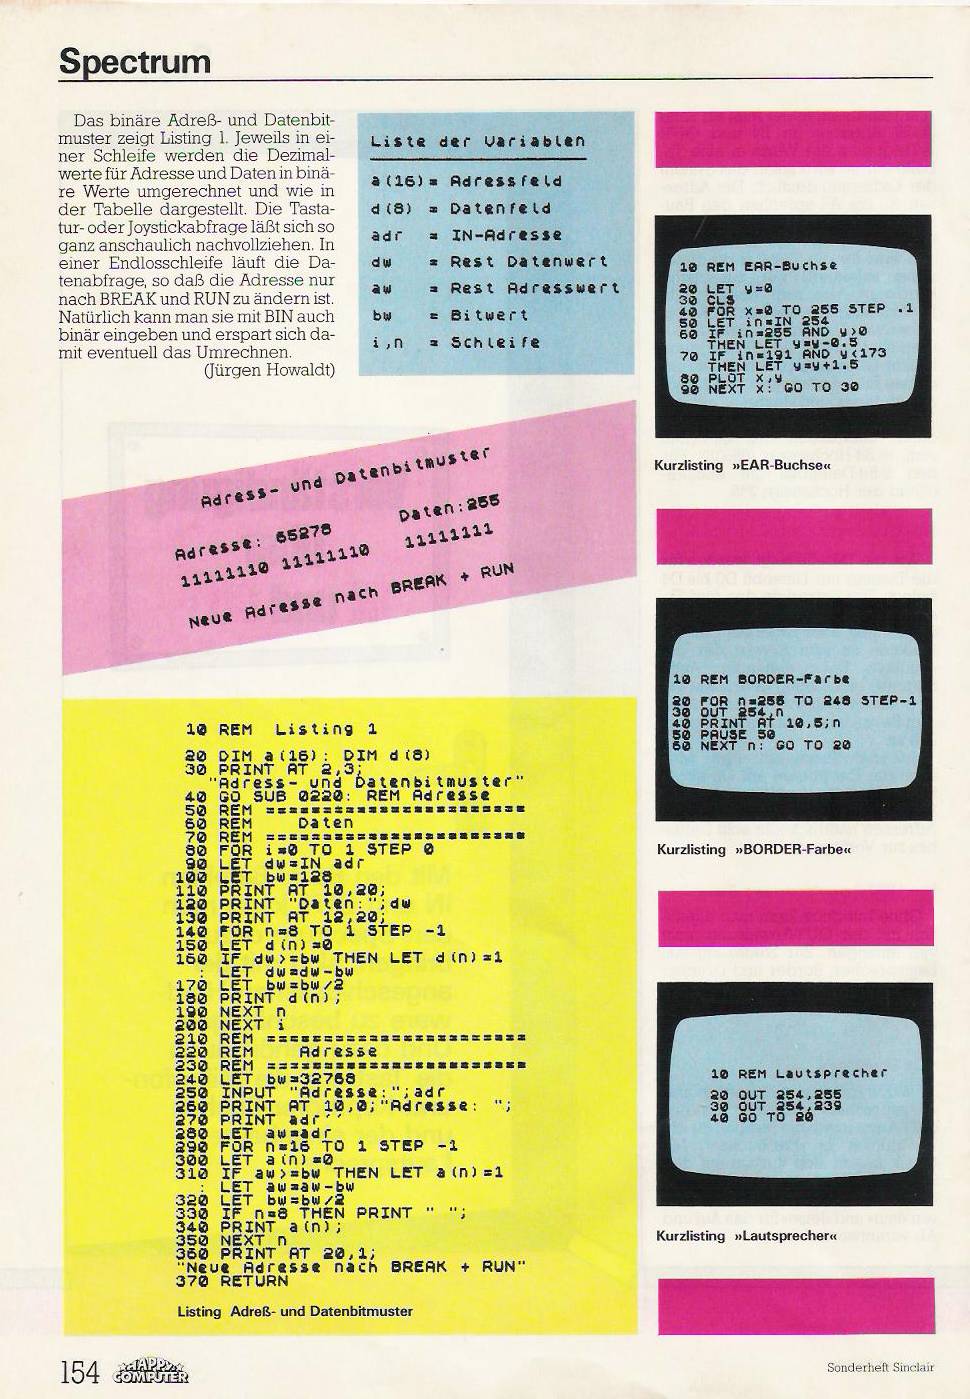 Spectrum
Das binäre Adreß- und Datenbit-
muster zeigt Listing 1. Jeweils in ei-
ner Schleife werden die Dezimal-
werte für Adresse und Daten in binä-
re Werte umgerechnet und wie in
der Tabelle dargestellt. Die Tasta-
tur- oder Joystickabfrage läßt sich so
ganz anschaulich nachvollziehen. In
einer Endlosschleife läuft die Da-
tenabfrage, so daß die Adresse nur
nach BREAK und RUN zu ändern ist.
Natürlich kann man sie mit BIN auch
binär eingeben und erspart sich da-
mit eventuell das Umrechnen.
(Jürgen Howaldt)
Liste der Variablen
a(16)= Adressfeld
d(8) = Datenfeld
adr = IN-Adresse
dw = Rest Datenwert
aw = Rest Adresswert
bw = Bitwert
i,n = Schleife
Adress- und Datenbitmuster
Adresse: 65278 Daten:255
11111110 11111110 11111111
Neue Adresse nach BREAK + RUN
10 REM Listing 1
20 DIM a(16): DIM d(8)
30 PRINT AT 2,3;
"Adress- und Datenbitmuster"
40 GO SUB 0220: REM Adresse
50 REM =======================
60 REM Daten
70 REM =======================
80 FOR i=0 TO 1 STEP 0
90 LET dw=IN adr
100 LET bw=128
110 PRINT AT 10,20;
120 PRINT "Daten:";dw
130 PRINT AT 12,20;
140 FOR n=8 TO 1 STEP -1
150 LET d(n)=0
160 IF dw>=bw THEN LET d(n)=1
: LET dw=dw-bw
170 LET bw=bw/2
180 PRINT d(n);
190 NEXT n
200 NEXT i
210 REM =======================
220 REM Adresse
230 REM =======================
240 LET bw=32768
250 INPUT "Adresse:";adr
260 PRINT AT 10,0;"Adresse: ";
270 PRINT adr''
280 LET aw=adr
290 FOR n=16 TO 1 STEP -1
300 LET a(n)=0
310 IF aw>=bw THEN LET a(n)=1
: LET aw=aw-bw
320 LET bw=bw/2
330 IF n=8 THEN PRINT " ";
340 PRINT a(n);
350 NEXT n
360 PRINT AT 20,1;
"Neue Adresse nach BREAK + RUN"
370 RETURN
Listing Adreß- und Datenbitmuster
10 REM EAR-Buchse
20 LET y=0
30 CLS
40 FOR x=0 TO 255 STEP .1
50 LET in=IN 254
60 IF in=255 AND y>0
THEN LET y=y-0.5
70 IF in=191 AND y<173
THEN LET y=y+1.5
80 PLOT x,y
90 NEXT x: GO TO 30
Kurzlisting »EAR-Buchse«
10 REM BORDER-Farbe
20 FOR n=255 TO 248 STEP-1
30 OUT 254,n
40 PRINT AT 10,5;n
50 PAUSE 50
60 NEXT n: GO TO 20
Kurzlisting »BORDER-Farbe«
10 REM Lautsprecher
20 OUT 254,255
30 OUT 254,239
40 GO TO 20
Kurzlisting »Lautsprecher«
154 HAPPY COMPUTER
Sonderheft Sinclair